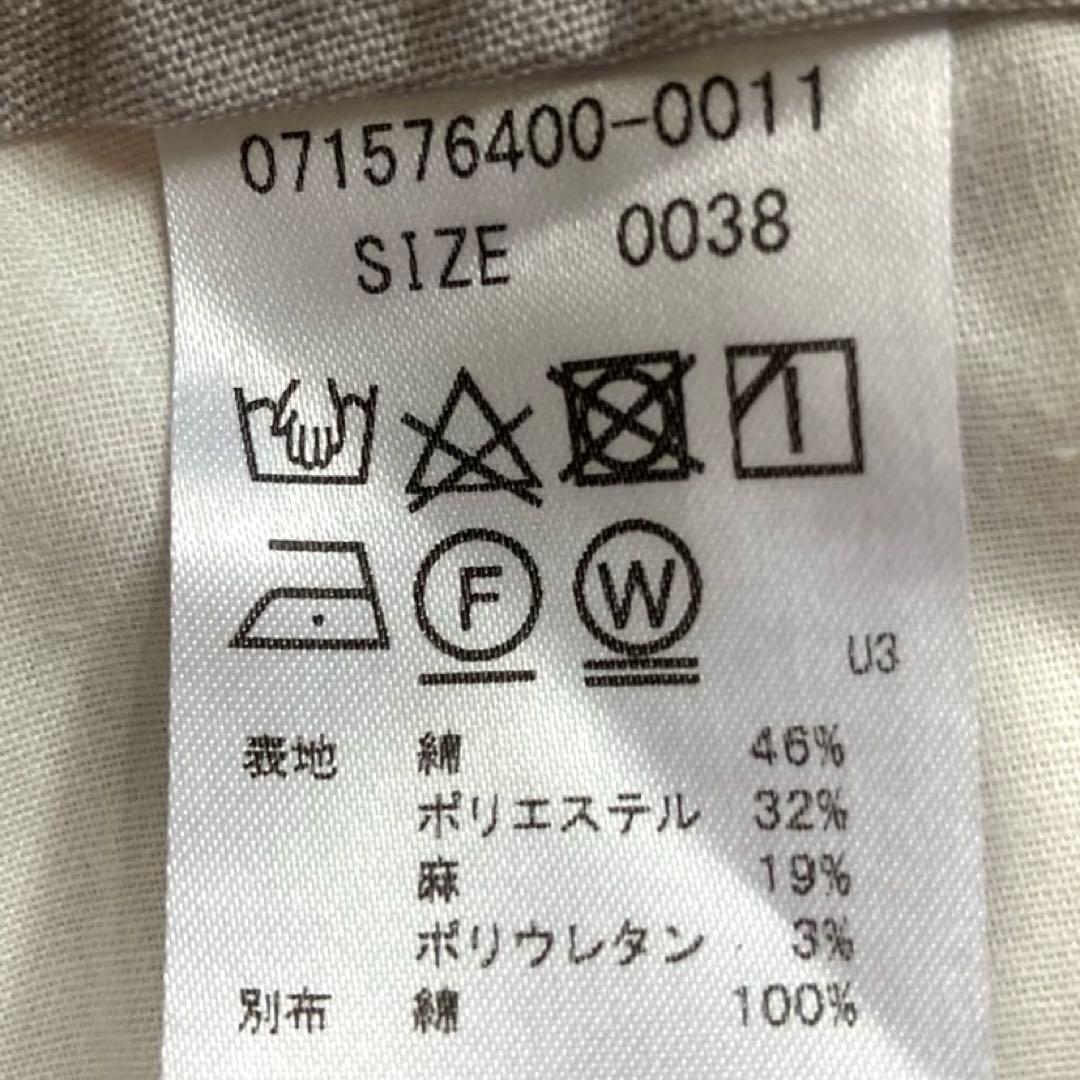 071576400-0011
SIZE 0038
F W
U3
表地 綿 46%
ポリエステル 32%
麻 19%
ポリウレタン 3%
別布 綿 100%